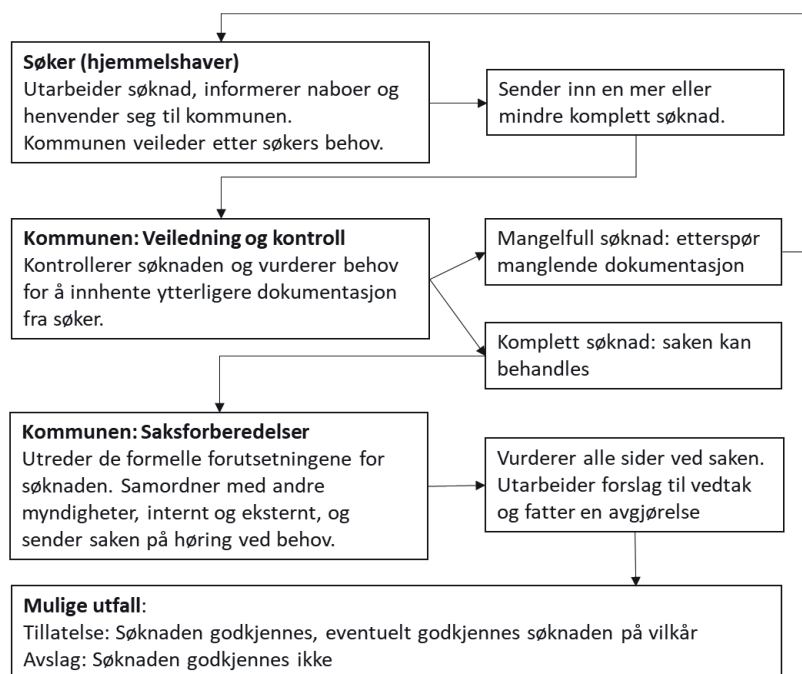 Søker (hjemmelshaver)
Utarbeider søknad, informerer naboer og
henvender seg til kommunen.
Kommunen veileder etter søkers behov.
Sender inn en mer eller
mindre komplett søknad.
Kommunen: Veiledning og kontroll
Kontrollerer søknaden og vurderer behov
for å innhente ytterligere dokumentasjon
fra søker.
Mangelfull søknad: etterspør
manglende dokumentasjon
Komplett søknad: saken kan
behandles
Kommunen: Saksforberedelser
Utreder de formelle forutsetningene for
søknaden. Samordner med andre
myndigheter, internt og eksternt, og
sender saken på høring ved behov.
Vurderer alle sider ved saken.
Utarbeider forslag til vedtak
og fatter en avgjørelse
Mulige utfall:
Tillatelse: Søknaden godkjennes, eventuelt godkjennes søknaden på vilkår
Avslag: Søknaden godkjennes ikke